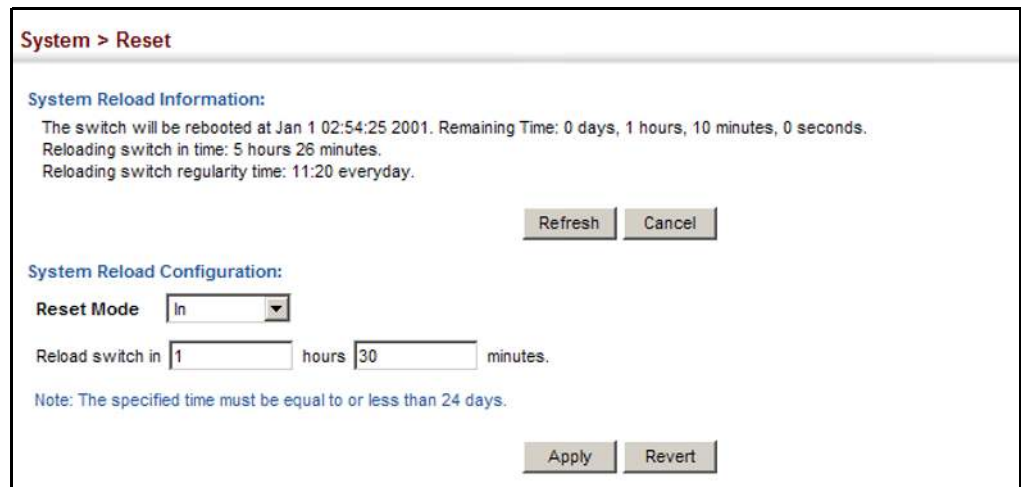 System > Reset
System Reload Information:
The switch will be rebooted at Jan 1 02:54:25 2001. Remaining Time: 0 days, 1 hours, 10 minutes, 0 seconds.
Reloading switch in time: 5 hours 26 minutes.
Reloading switch regularity time: 11:20 everyday.
Refresh Cancel
System Reload Configuration:
Reset Mode In
Reload switch in 1 hours 30 minutes.
Note: The specified time must be equal to or less than 24 days.
Apply Revert